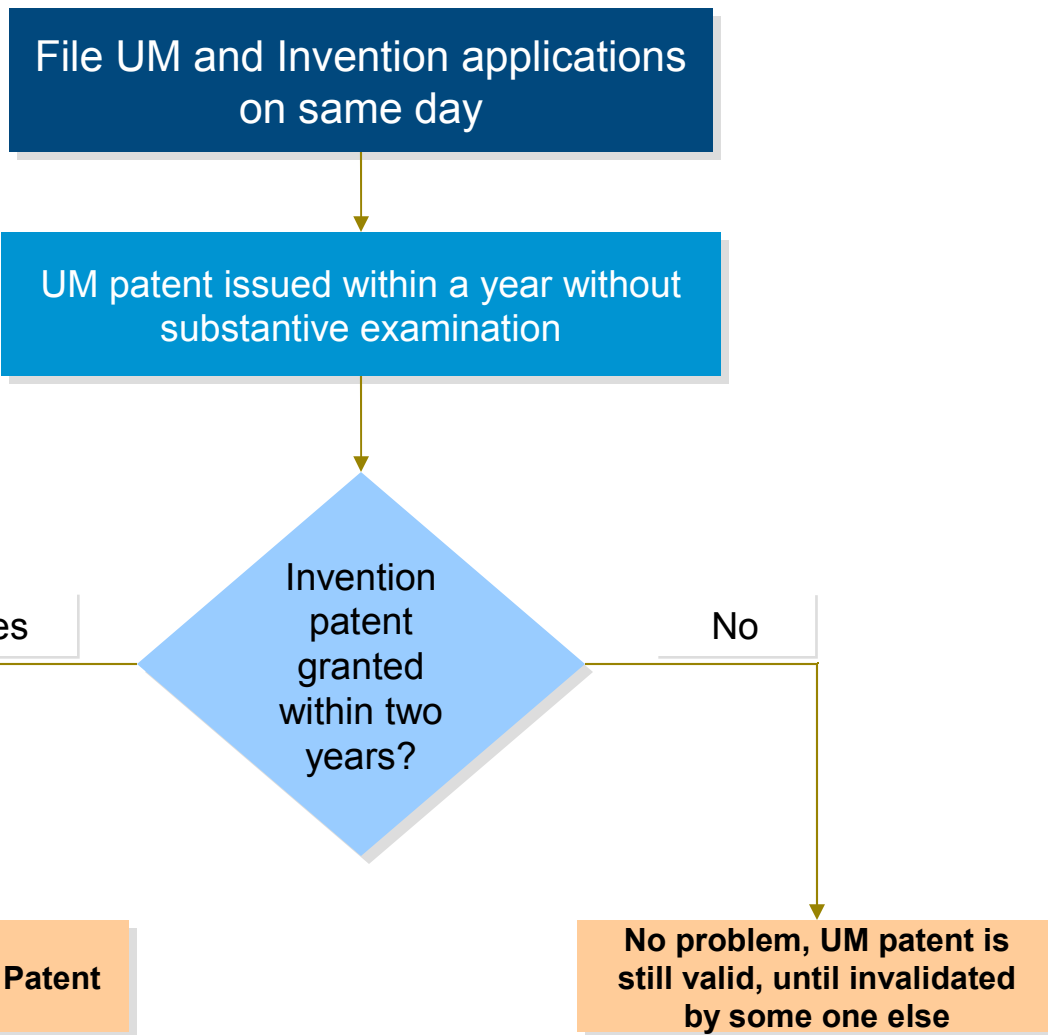 File UM and Invention applications
on same day
UM patent issued within a year without
substantive examination
Invention
patent
granted
within two
years?
No
Patent
No problem, UM patent is
still valid, until invalidated
by some one else